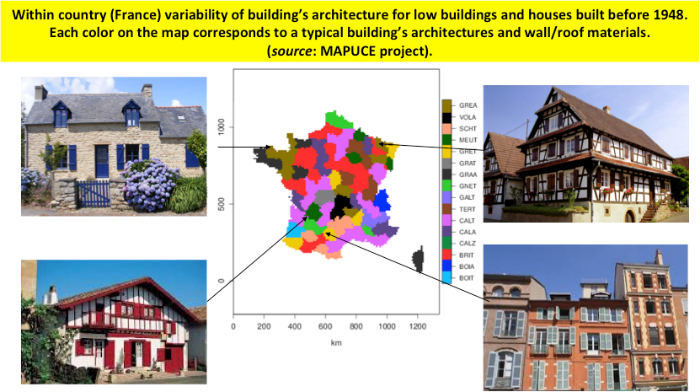 Within country (France) variability of building's architecture for low buildings and houses built before 1948.
Each color on the map corresponds to a typical building's architectures and wall/roof materials.
(source: MAPUCE project).
1000
500
0
0 200 400 600 800 1000 1200
km
GREA
VOLA
SCHT
MEUT
GRET
GRAT
GRAA
GNET
GALT
TERT
CALT
CALA
CALZ
BRIT
BOIA
BOIT